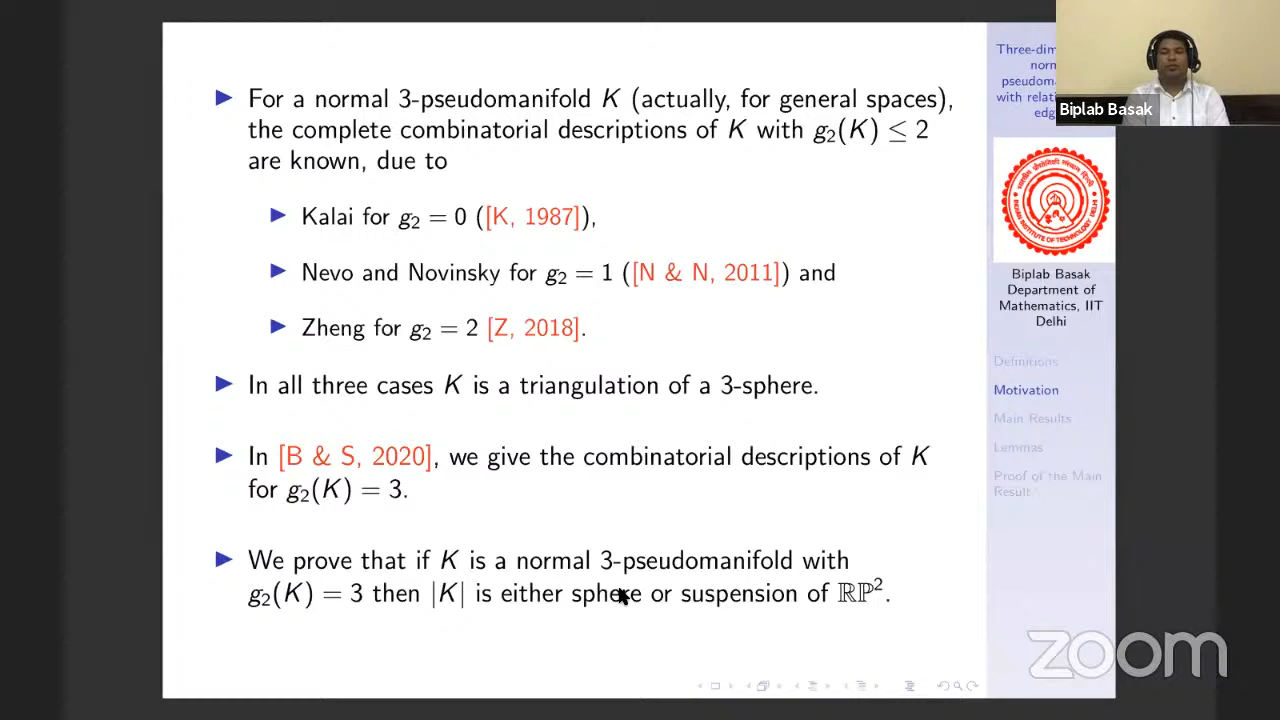 ▶ For a normal 3-pseudomanifold K (actually, for general spaces),
the complete combinatorial descriptions of K with g₂(K) ≤ 2
are known, due to
▶ Kalai for g₂ = 0 ([K, 1987]),
▶ Nevo and Novinsky for g₂ = 1 ([N & N, 2011]) and
▶ Zheng for g₂ = 2 [Z, 2018].
▶ In all three cases K is a triangulation of a 3-sphere.
▶ In [B & S, 2020], we give the combinatorial descriptions of K
for g₂(K) = 3.
▶ We prove that if K is a normal 3-pseudomanifold with
g₂(K) = 3 then |K| is either sphere or suspension of ℝℙ².
Biplab Basak
Biplab Basak
Department of
Mathematics, IIT
Delhi
Definitions
Motivation
Main Results
Lemmas
Proof of the Main
Result
zoom